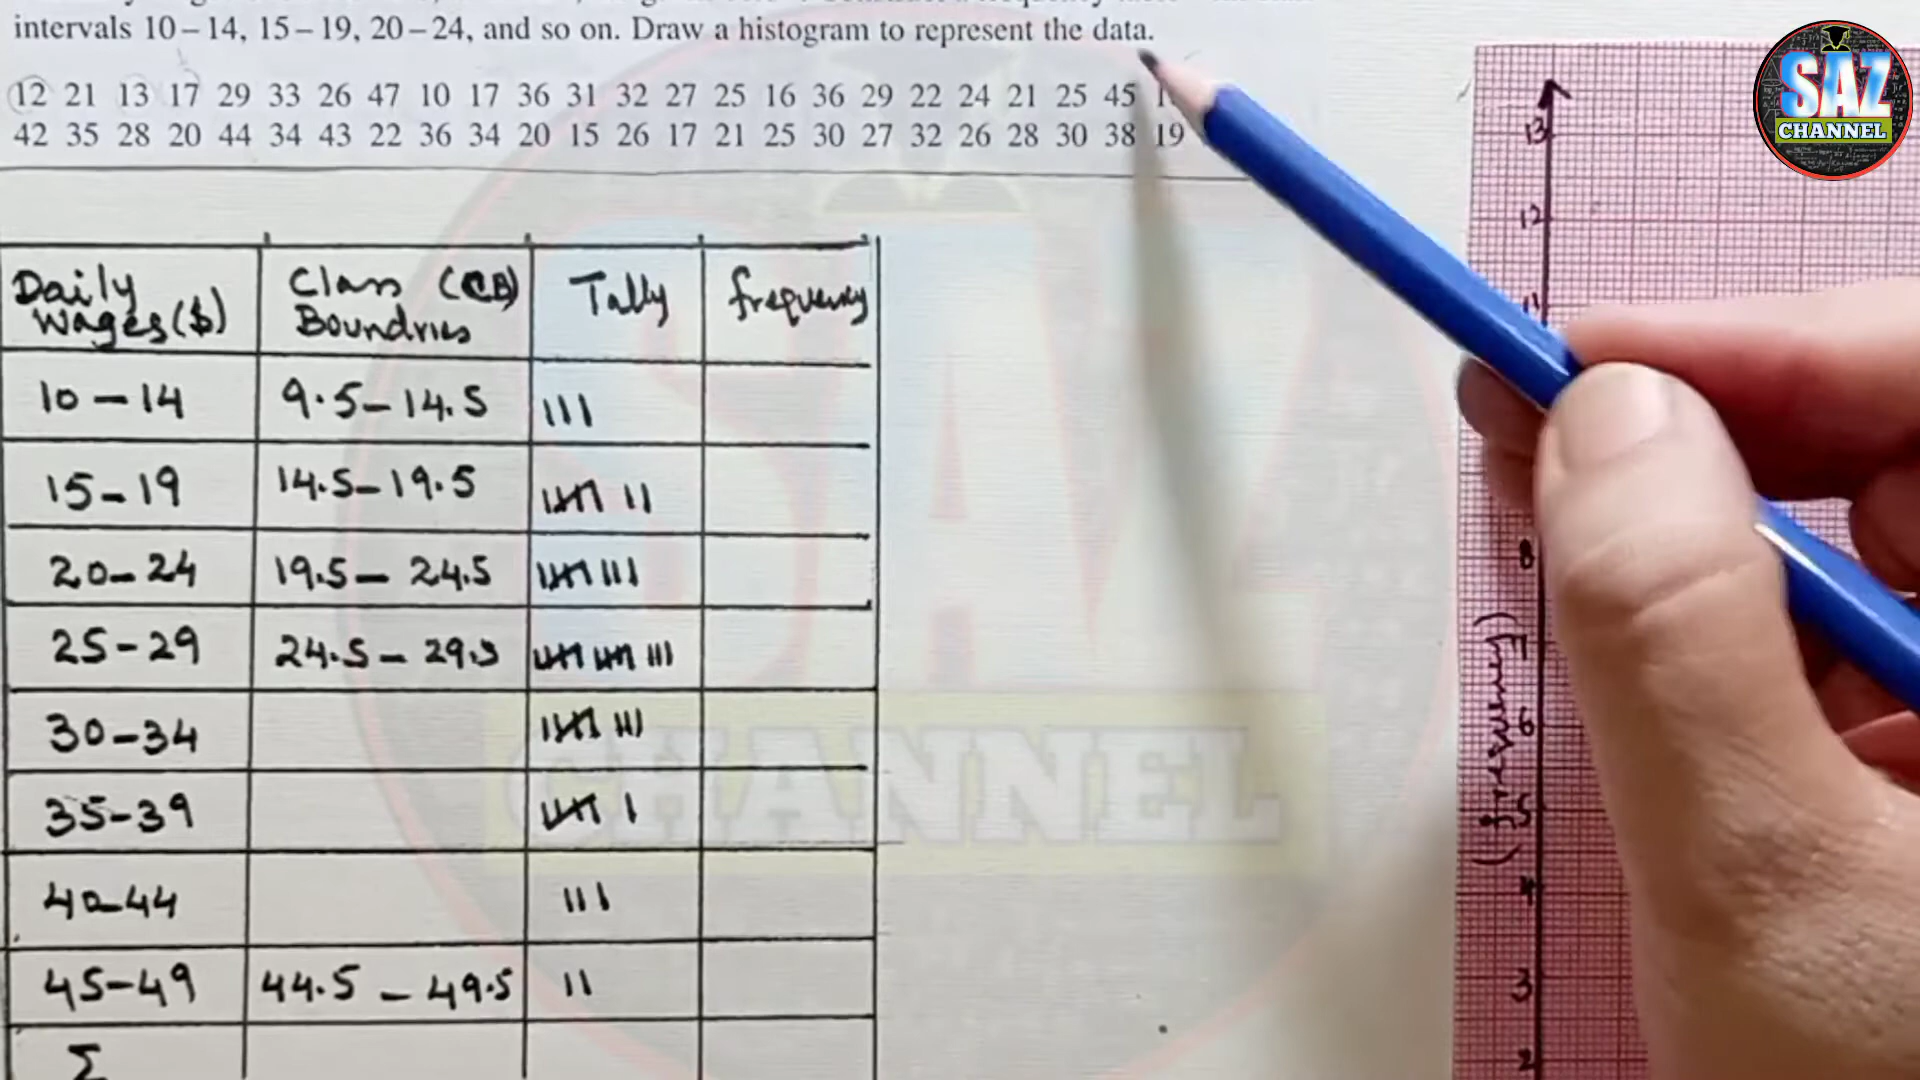 intervals 10 – 14, 15 – 19, 20 – 24, and so on. Draw a histogram to represent the data.
12 21 13 17 29 33 26 47 10 17 36 31 32 27 25 16 36 29 22 24 21 25 45
42 35 28 20 44 34 43 22 36 34 20 15 26 17 21 25 30 27 32 26 28 30 38 19
SAZ
CHANNEL
Daily Wages ($) Class (CB) Boundries Tally frequency
10 – 14 9.5 – 14.5
15 – 19 14.5 – 19.5
20 – 24 19.5 – 24.5
25 – 29 24.5 – 29.5
30 – 34
35 – 39
40 – 44
45 – 49 44.5 – 49.5
Σ
13
12
11
8
7
6
5
4
3
2
(frequency)
SAZ
CHANNEL